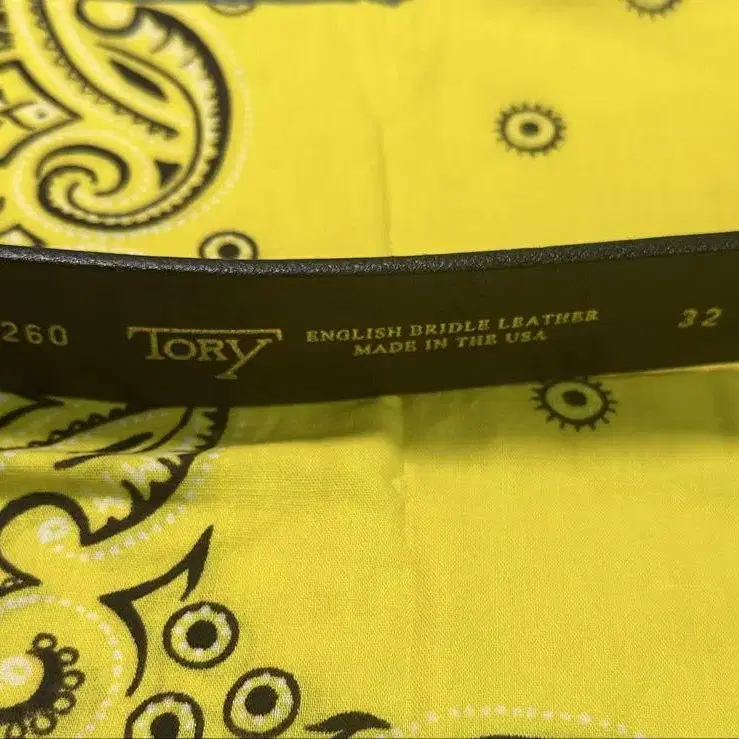 260
TORY
ENGLISH BRIDLE LEATHER
MADE IN THE USA
32